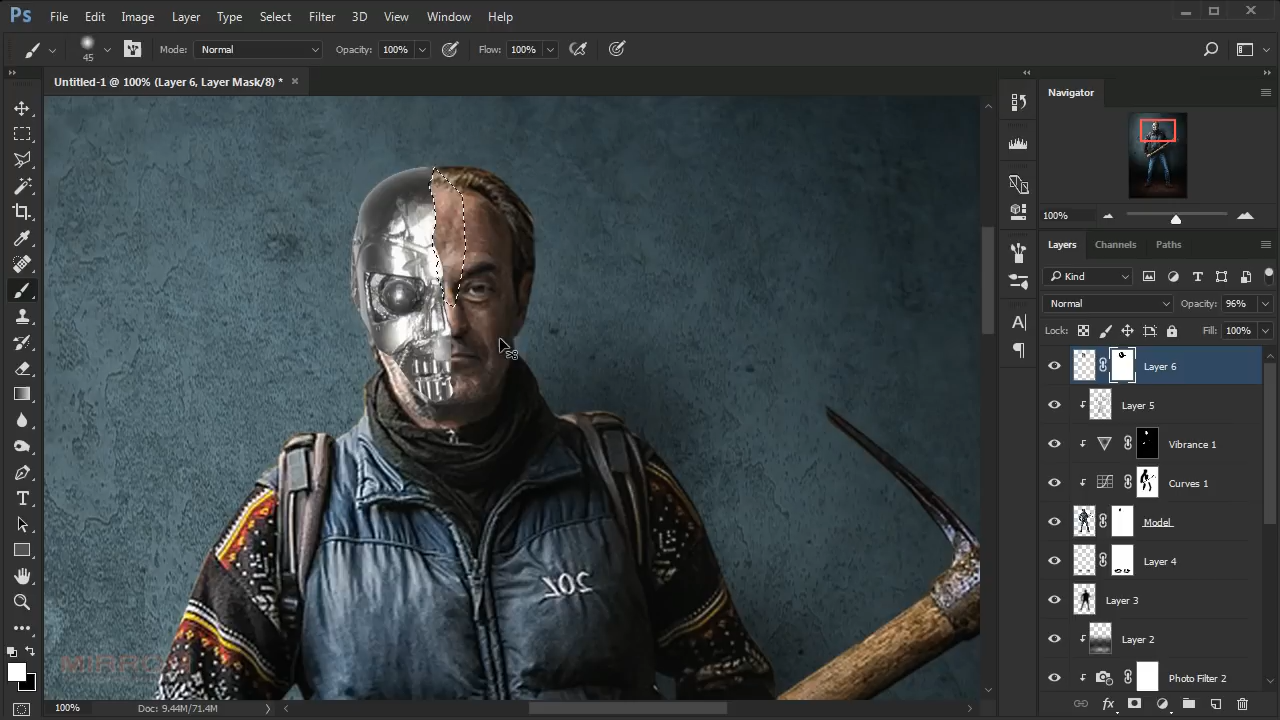 Ps File Edit Image Layer Type Select Filter 3D View Window Help
45 Mode: Normal Opacity: 100% Flow: 100%
Untitled-1 @ 100% (Layer 6, Layer Mask/8) * ×
Navigator
100%
Layers Channels Paths
Kind
Normal Opacity: 96%
Lock: Fill: 100%
Layer 6
Layer 5
Vibrance 1
Curves 1
Model
Layer 4
Layer 3
Layer 2
Photo Filter 2
202
MIRROR
100% Doc: 9.44M/71.4M